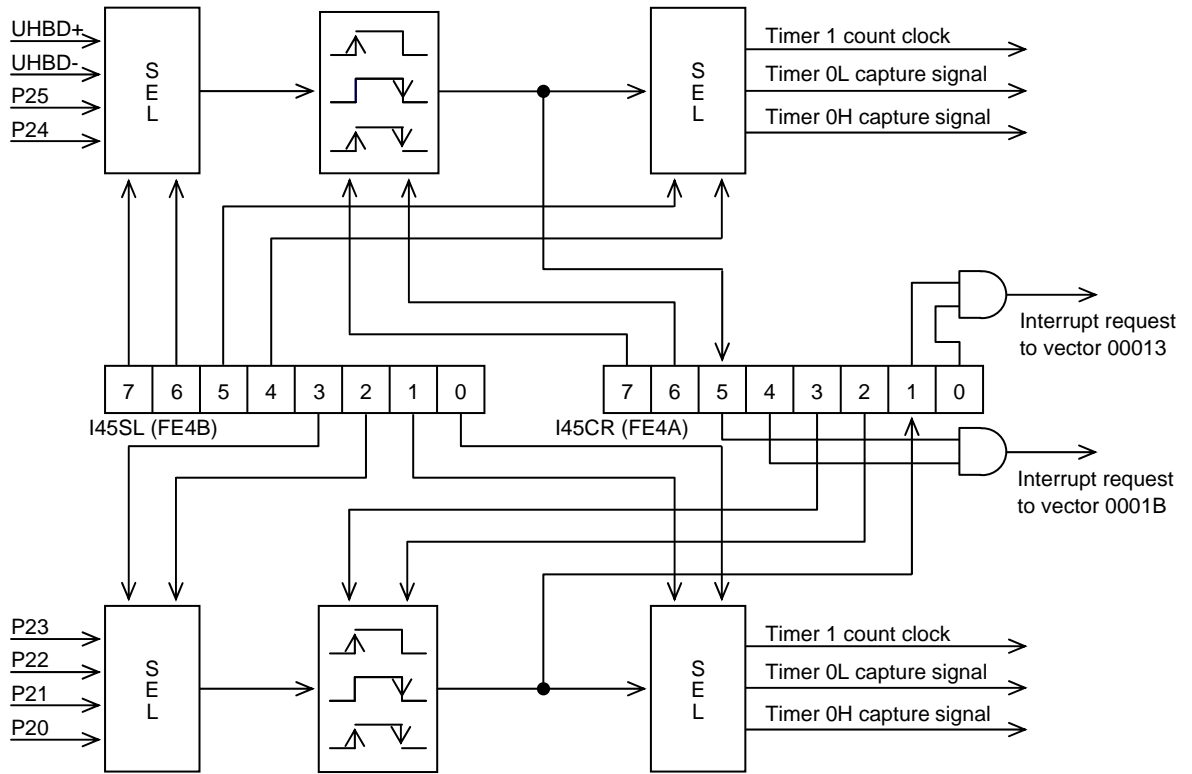 UHBD+
UHBD-
P25
P24
S
E
L
S
E
L
Timer 1 count clock
Timer 0L capture signal
Timer 0H capture signal
Interrupt request
to vector 00013
7 6 5 4 3 2 1 0
I45SL (FE4B)
7 6 5 4 3 2 1 0
I45CR (FE4A)
Interrupt request
to vector 0001B
P23
P22
P21
P20
S
E
L
S
E
L
Timer 1 count clock
Timer 0L capture signal
Timer 0H capture signal